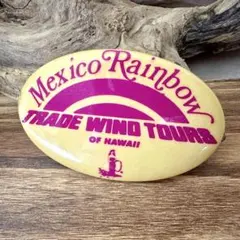 Mexico Rainbow
TRADE WIND TOURS
OF HAWAII